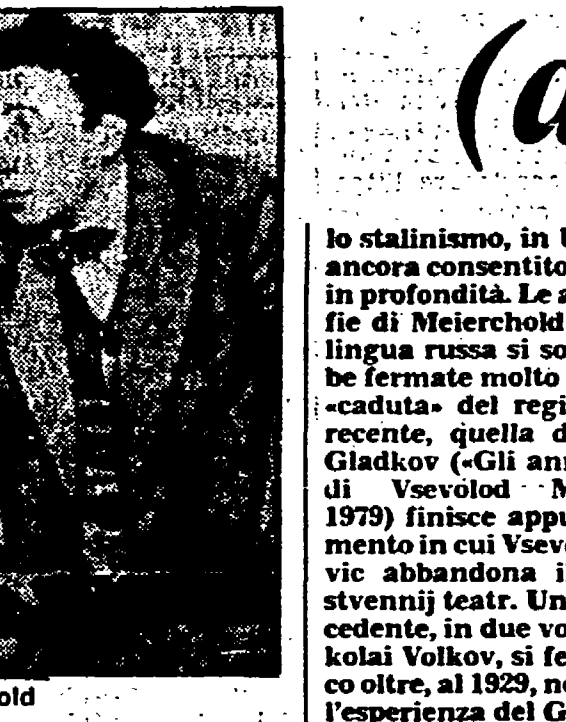 (a
lo stalinismo, in U
ancora consentito
in profondità. Le a
fie di Meierchold
lingua russa si so
be fermate molto
«caduta» del regi
recente, quella d
Gladkov («Gli ann
di Vsevolod M
1979) finisce appu
mento in cui Vsevo
vic abbandona i
stvennij teatr. Un
cedente, in due vo
kolai Volkov, si fe
co oltre, al 1929, n
l'esperienza del G
old